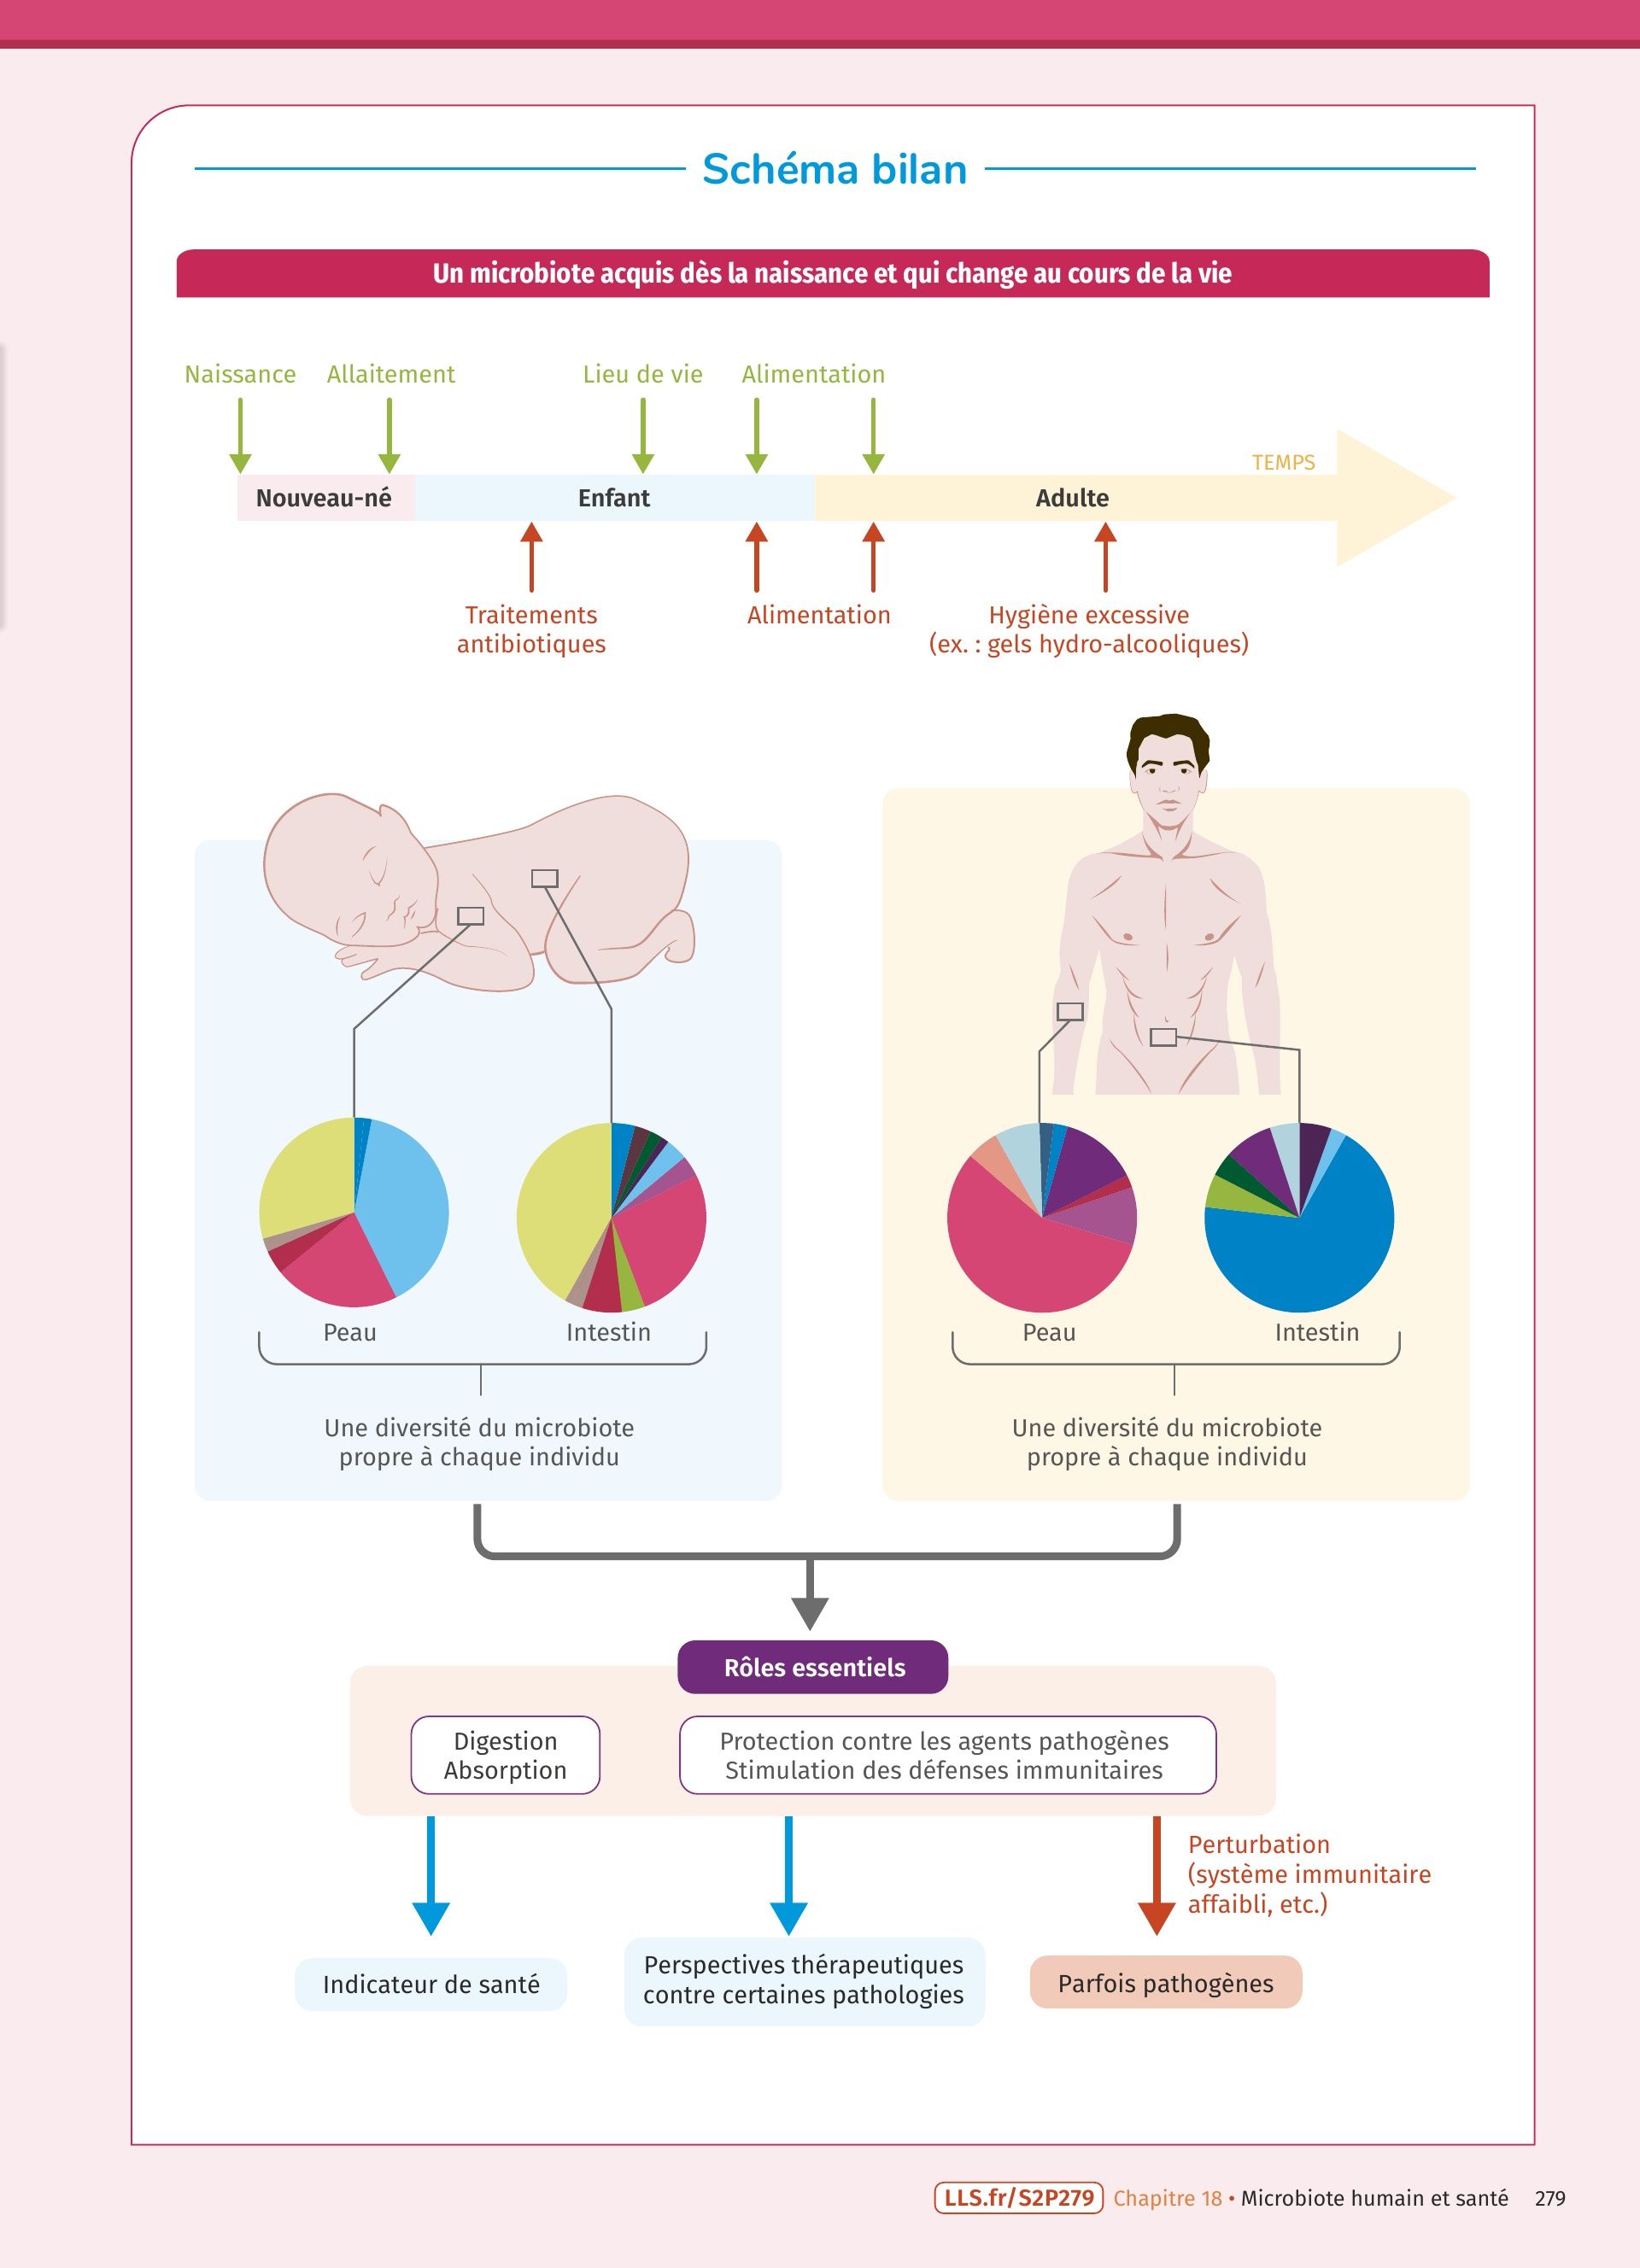 Schéma bilan
Un microbiote acquis dès la naissance et qui change au cours de la vie
Naissance
Allaitement
Lieu de vie
Alimentation
TEMPS
Nouveau-né
Enfant
Adulte
Traitements
antibiotiques
Alimentation
Hygiène excessive
(ex. : gels hydro-alcooliques)
Peau
Intestin
Une diversité du microbiote
propre à chaque individu
Peau
Intestin
Une diversité du microbiote
propre à chaque individu
Rôles essentiels
Digestion
Absorption
Protection contre les agents pathogènes
Stimulation des défenses immunitaires
Perturbation
(système immunitaire
affaibli, etc.)
Indicateur de santé
Perspectives thérapeutiques
contre certaines pathologies
Parfois pathogènes
LLS.fr/S2P279 Chapitre 18 • Microbiote humain et santé 279